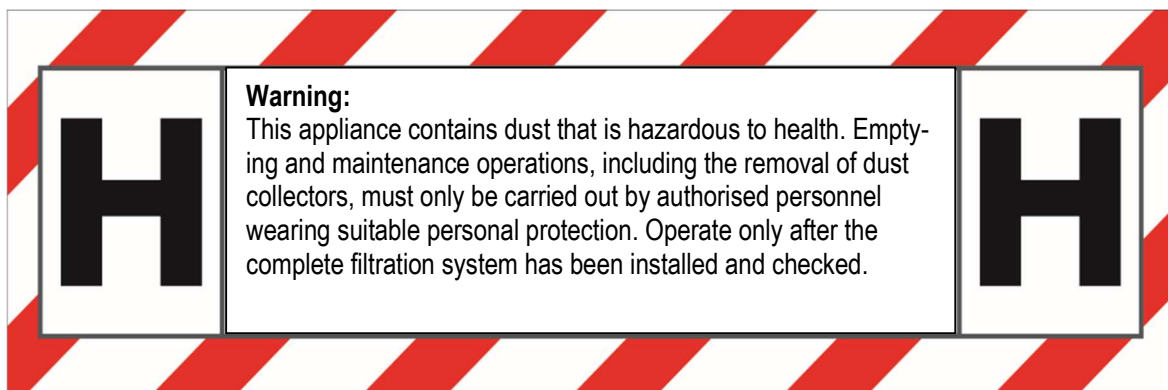 H
Warning:
This appliance contains dust that is hazardous to health. Empty-
ing and maintenance operations, including the removal of dust
collectors, must only be carried out by authorised personnel
wearing suitable personal protection. Operate only after the
complete filtration system has been installed and checked.
H